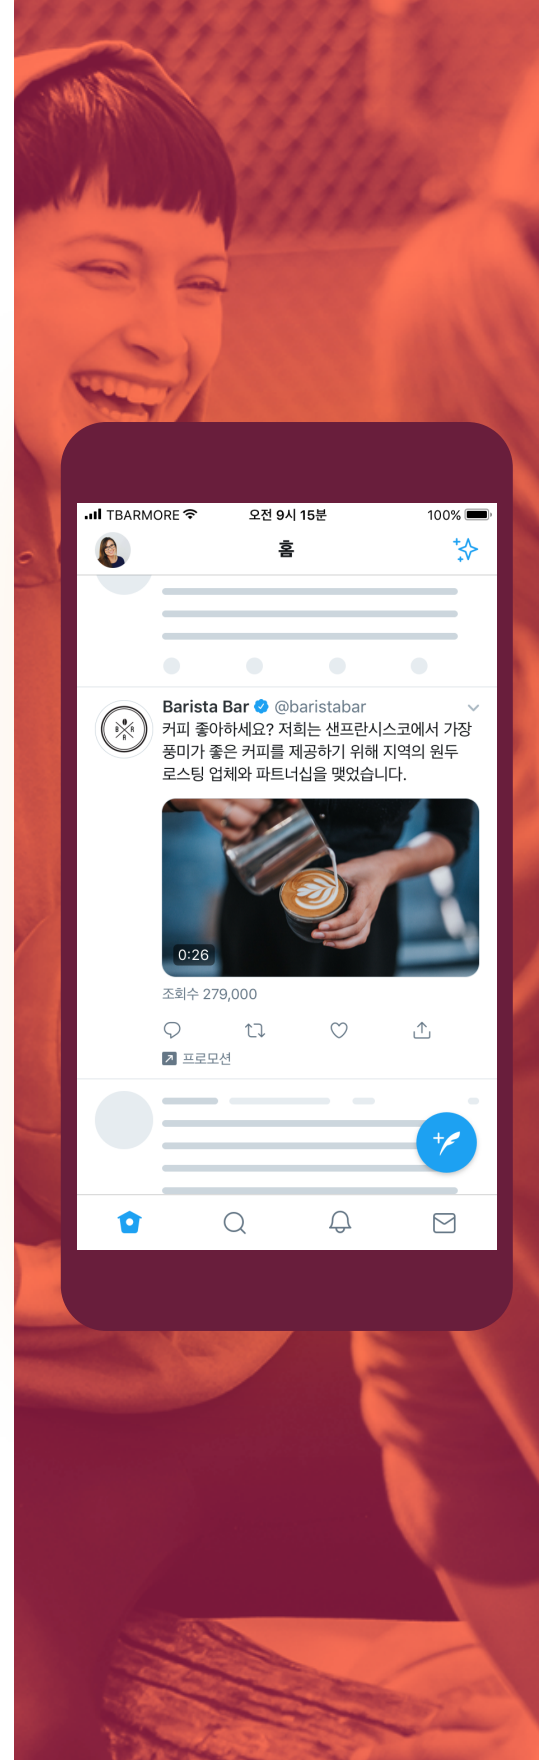 TBARMORE 오전 9시 15분 100%
홈
Barista Bar @baristabar
커피 좋아하세요? 저희는 샌프란시스코에서 가장
풍미가 좋은 커피를 제공하기 위해 지역의 원두
로스팅 업체와 파트너십을 맺었습니다.
B A R R
0:26
조회수 279,000
프로모션